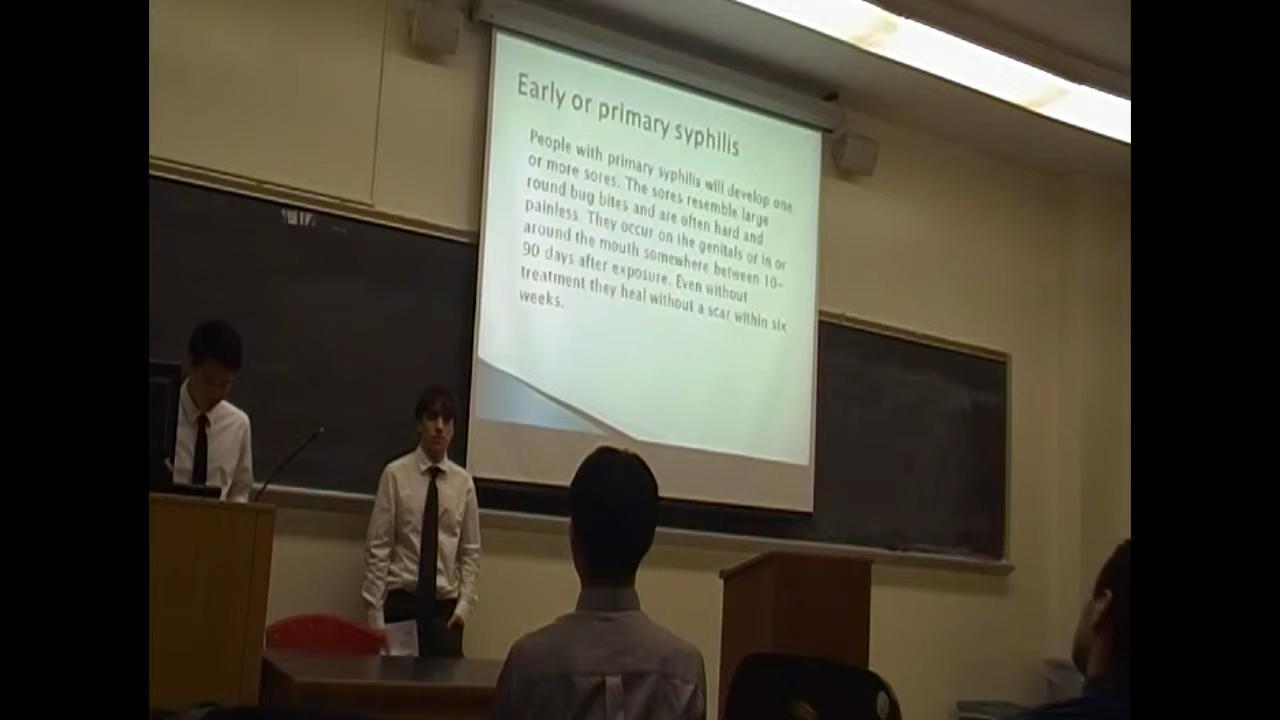 Early or primary syphilis
People with primary syphilis will develop one
or more sores. The sores resemble large
round bug bites and are often hard and
painless. They occur on the genitals or in or
around the mouth somewhere between 10-
90 days after exposure. Even without
treatment they heal without a scar within six
weeks.